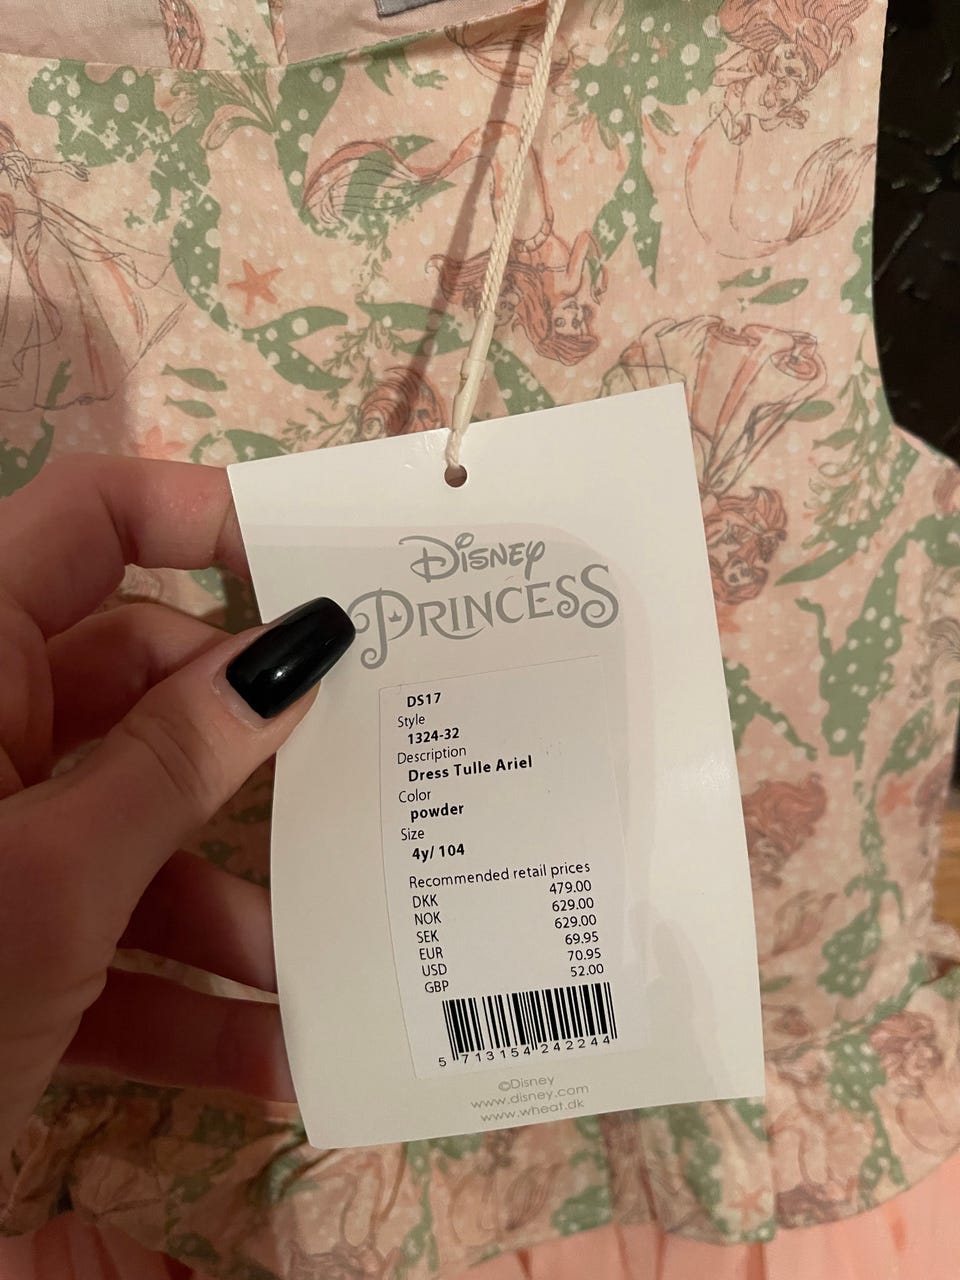 Disney
PRINCESS
DS17
Style
1324-32
Description
Dress Tulle Ariel
Color
powder
Size
4y/ 104
Recommended retail prices
DKK 479.00
NOK 629.00
SEK 629.00
EUR 69.95
USD 70.95
GBP 52.00
5 713154 242244
©Disney
www.disney.com
www.wheat.dk